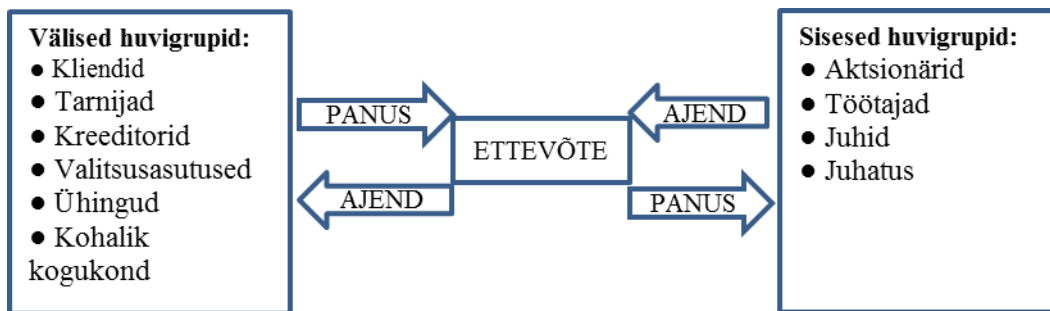 Välised huvigrupid:
● Kliendid
● Tarnijad
● Kreeditorid
● Valitsusasutused
● Ühingud
● Kohalik
kogukond
PANUS
AJEND
ETTEVÕTE
AJEND
PANUS
Sisesed huvigrupid:
● Aktsionärid
● Töötajad
● Juhid
● Juhatus